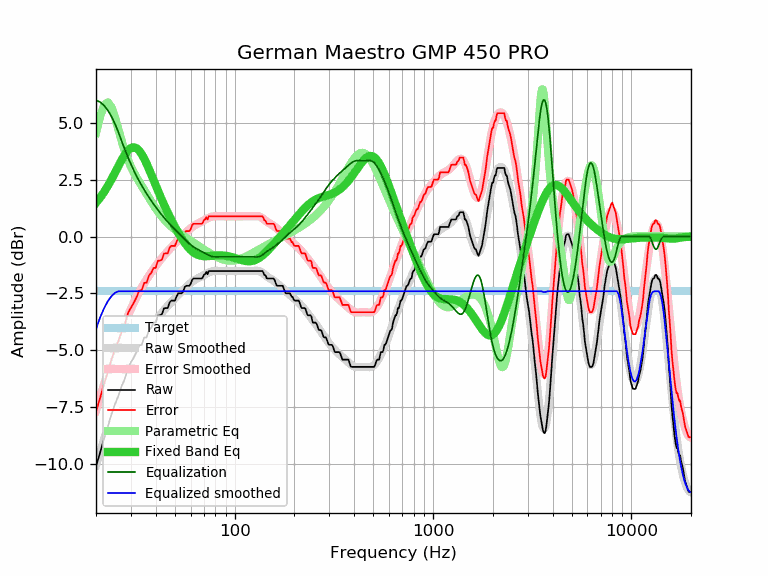 German Maestro GMP 450 PRO
Amplitude (dBr)
5.0
2.5
0.0
−2.5
−5.0
−7.5
−10.0
Target
Raw Smoothed
Error Smoothed
Raw
Error
Parametric Eq
Fixed Band Eq
Equalization
Equalized smoothed
100
1000
10000
Frequency (Hz)